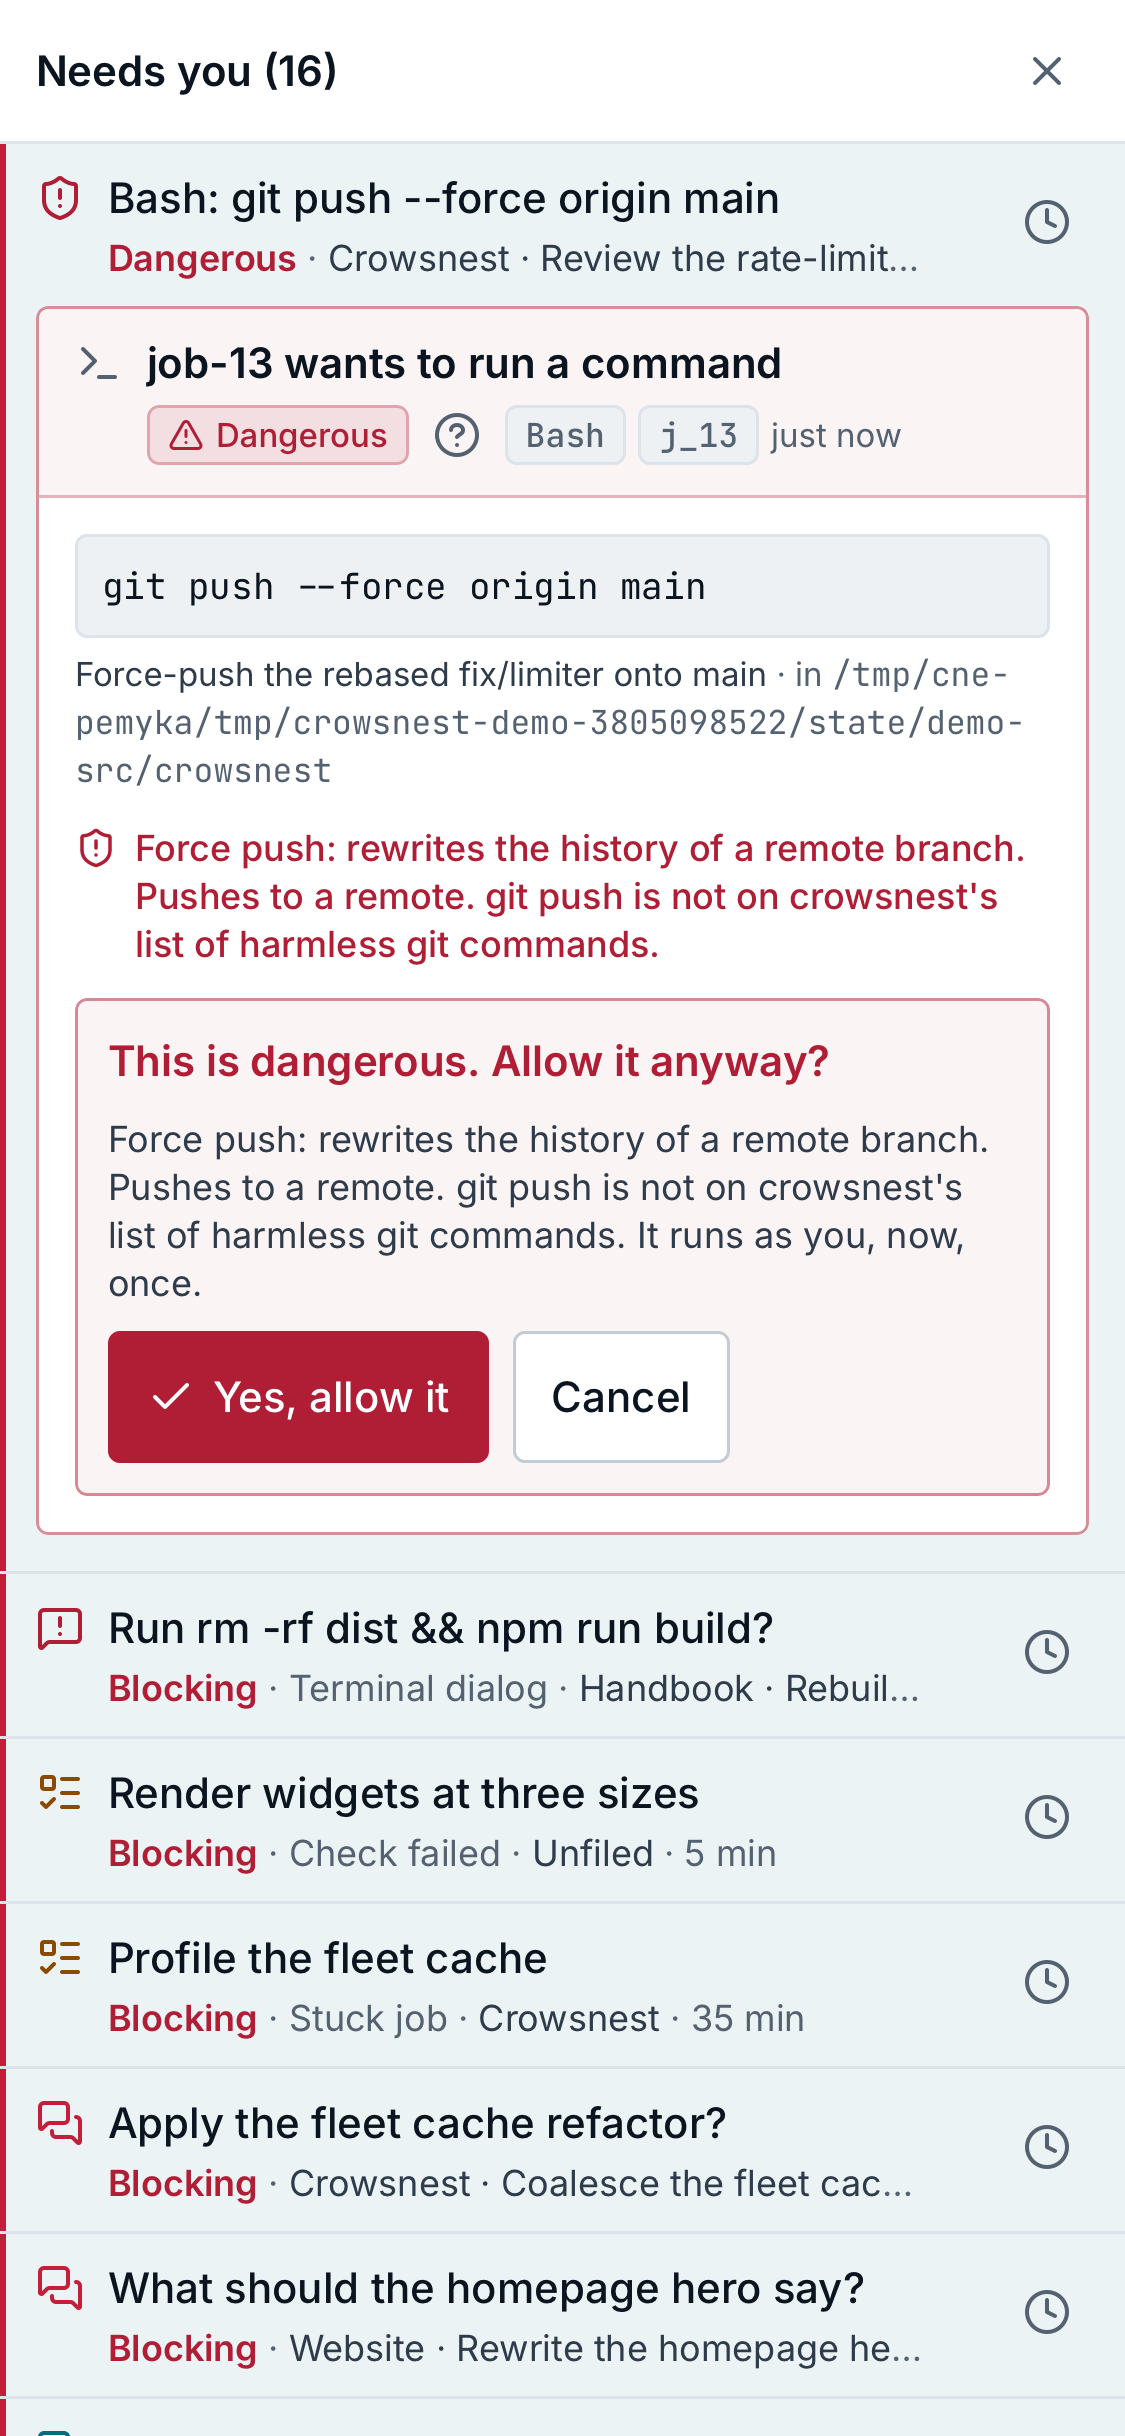 Needs you (16)
Bash: git push --force origin main
Dangerous · Crowsnest · Review the rate-limit...
job-13 wants to run a command
Dangerous Bash j_13 just now
git push --force origin main
Force-push the rebased fix/limiter onto main · in /tmp/cne-
pemyka/tmp/crowsnest-demo-3805098522/state/demo-
src/crowsnest
Force push: rewrites the history of a remote branch.
Pushes to a remote. git push is not on crowsnest's
list of harmless git commands.
This is dangerous. Allow it anyway?
Force push: rewrites the history of a remote branch.
Pushes to a remote. git push is not on crowsnest's
list of harmless git commands. It runs as you, now,
once.
Yes, allow it
Cancel
Run rm -rf dist && npm run build?
Blocking · Terminal dialog · Handbook · Rebuil...
Render widgets at three sizes
Blocking · Check failed · Unfiled · 5 min
Profile the fleet cache
Blocking · Stuck job · Crowsnest · 35 min
Apply the fleet cache refactor?
Blocking · Crowsnest · Coalesce the fleet cac...
What should the homepage hero say?
Blocking · Website · Rewrite the homepage he...